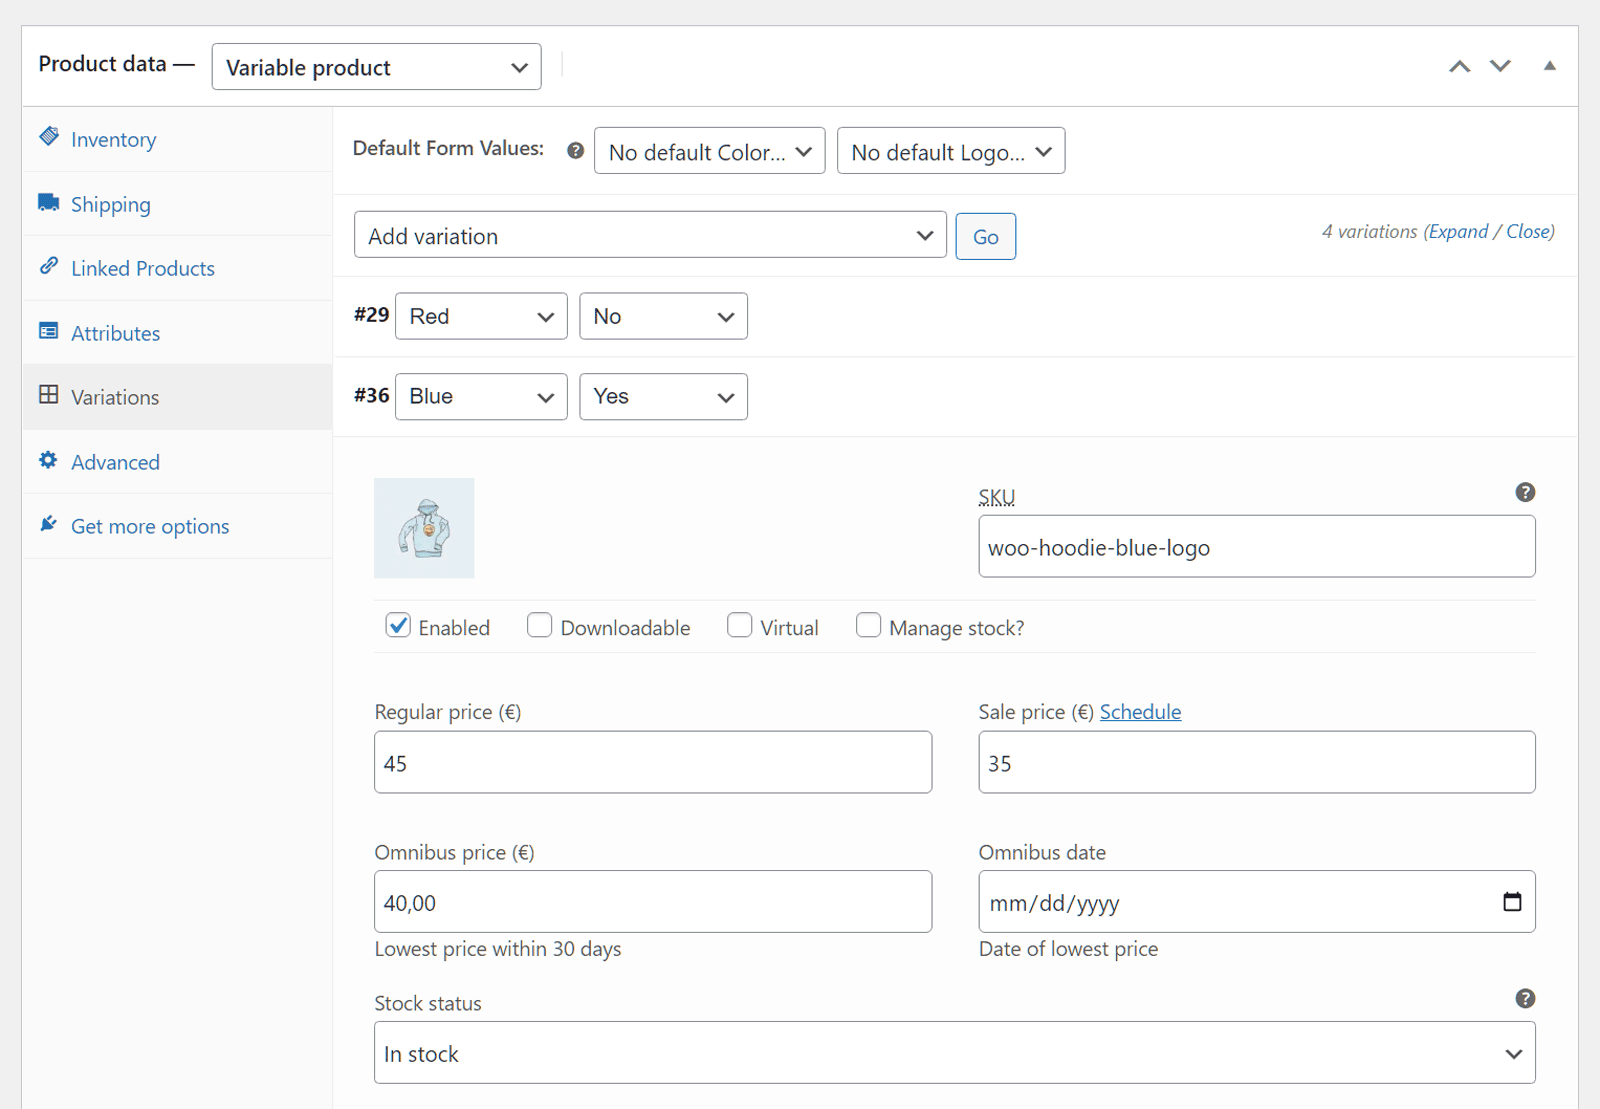 Product data — Variable product
Inventory
Shipping
Linked Products
Attributes
Variations
Advanced
Get more options
Default Form Values: ? No default Color... No default Logo...
Add variation Go 4 variations (Expand / Close)
#29 Red No
#36 Blue Yes
SKU ?
woo-hoodie-blue-logo
Enabled Downloadable Virtual Manage stock?
Regular price (€) Sale price (€) Schedule
45 35
Omnibus price (€) Omnibus date
40,00 mm/dd/yyyy
Lowest price within 30 days Date of lowest price
Stock status ?
In stock